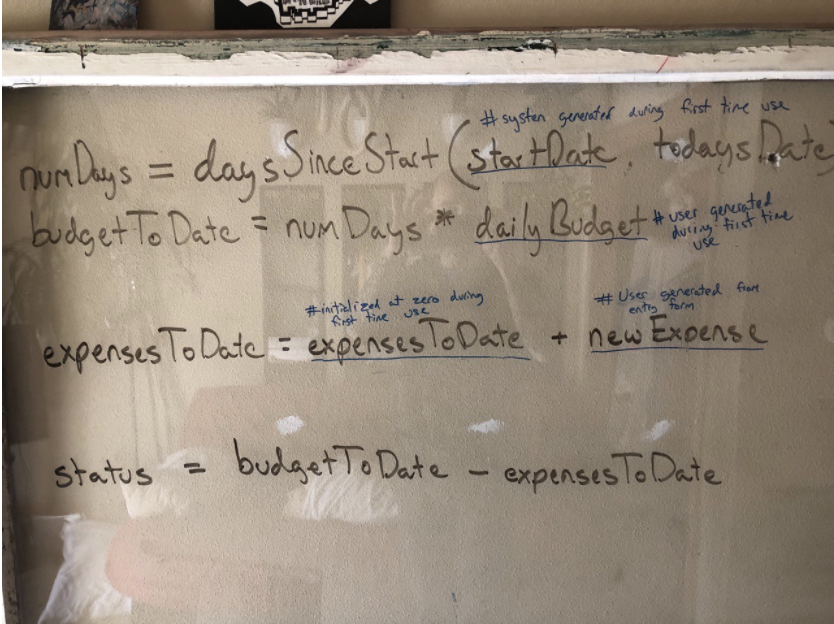 # system generated during first time use
numDays = daysSinceStart (startDate, todaysDate)
budgetToDate = numDays * dailyBudget # user generated
during first time
use
#initialized at zero during
first time use
# User generated from
entry form
expensesToDate = expensesToDate + newExpense
status = budgetToDate - expensesToDate